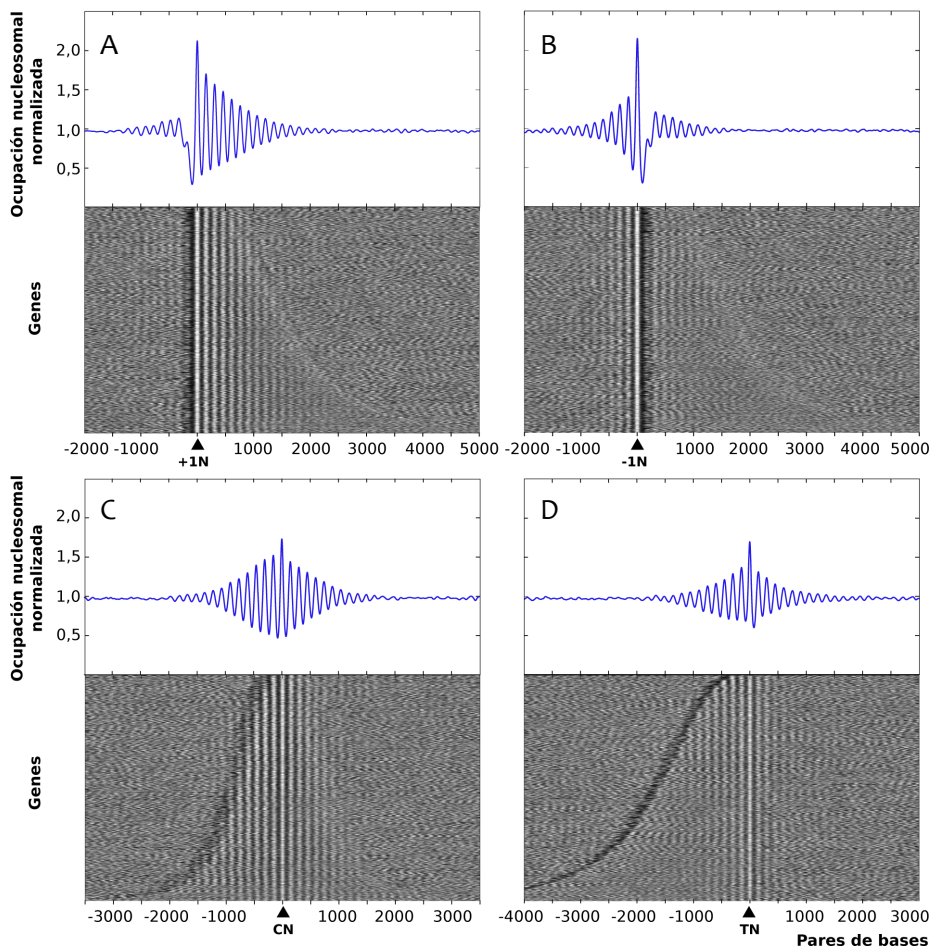 A
B
Ocupación nucleosomal
normalizada
2,0
1,5
1,0
0,5
Genes
-2000 -1000 1000 2000 3000 4000 5000
+1N
-2000 -1000 1000 2000 3000 4000 5000
-1N
C
D
Ocupación nucleosomal
normalizada
2,0
1,5
1,0
0,5
Genes
-3000 -2000 -1000 1000 2000 3000
CN
-4000 -3000 -2000 -1000 1000 2000 3000
TN
Pares de bases